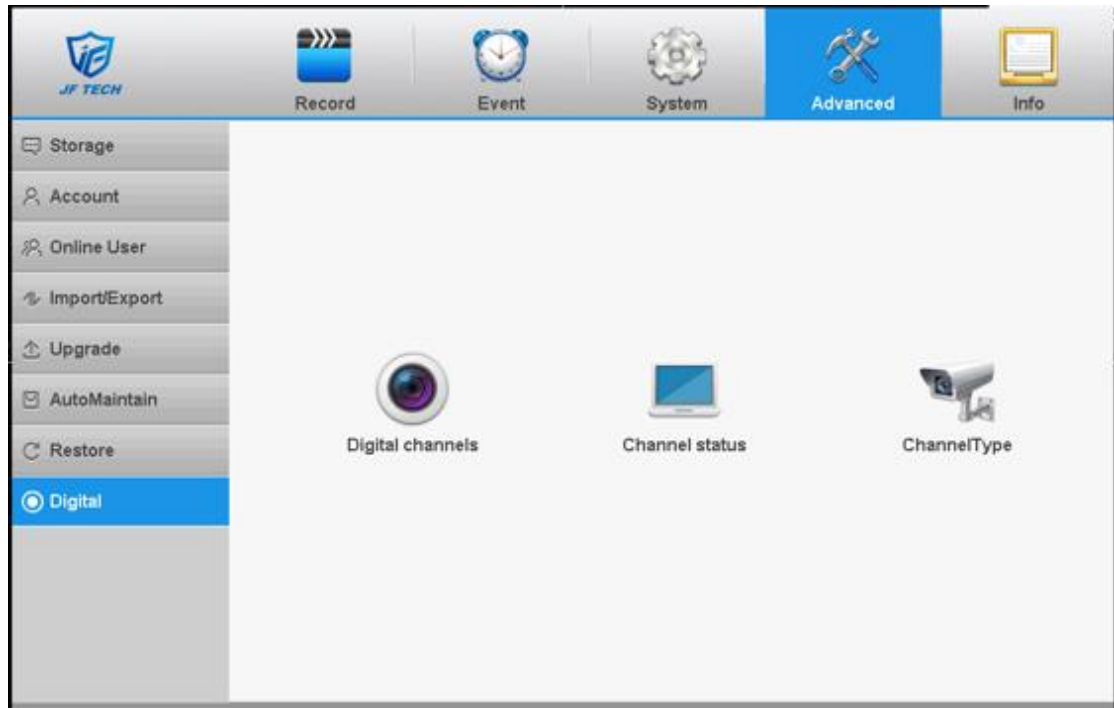 JF TECH
Record
Event
System
Advanced
Info
Storage
Account
Online User
Import/Export
Upgrade
AutoMaintain
Restore
Digital
Digital channels
Channel status
ChannelType